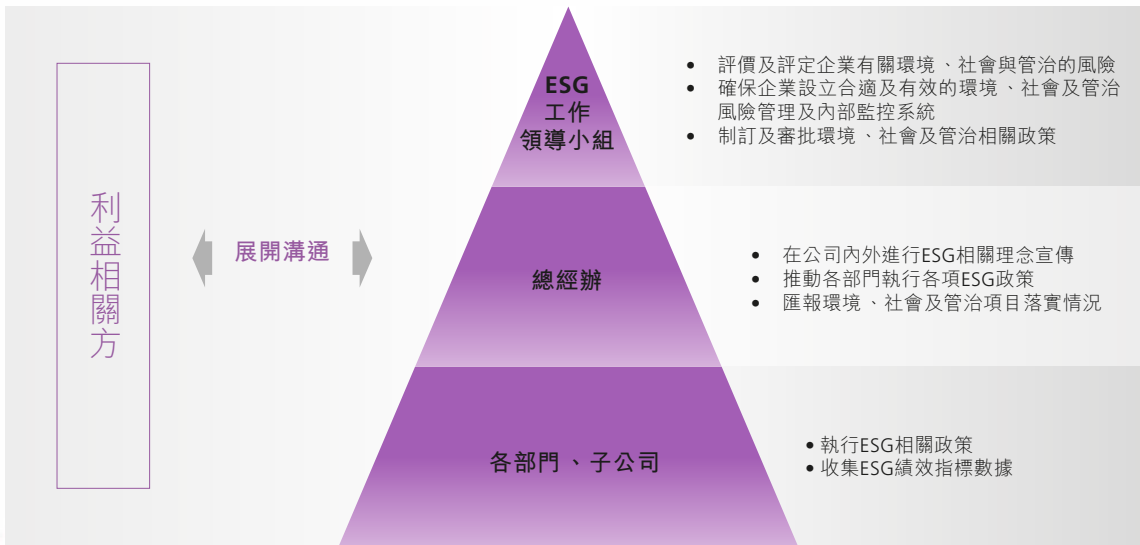 利益相關方
展開溝通
ESG
工作
領導小組
• 評價及評定企業有關環境、社會與管治的風險
• 確保企業設立合適及有效的環境、社會及管治
風險管理及內部監控系統
• 制訂及審批環境、社會及管治相關政策
總經辦
• 在公司內外進行ESG相關理念宣傳
• 推動各部門執行各項ESG政策
• 匯報環境、社會及管治項目落實情況
各部門、子公司
• 執行ESG相關政策
• 收集ESG績效指標數據